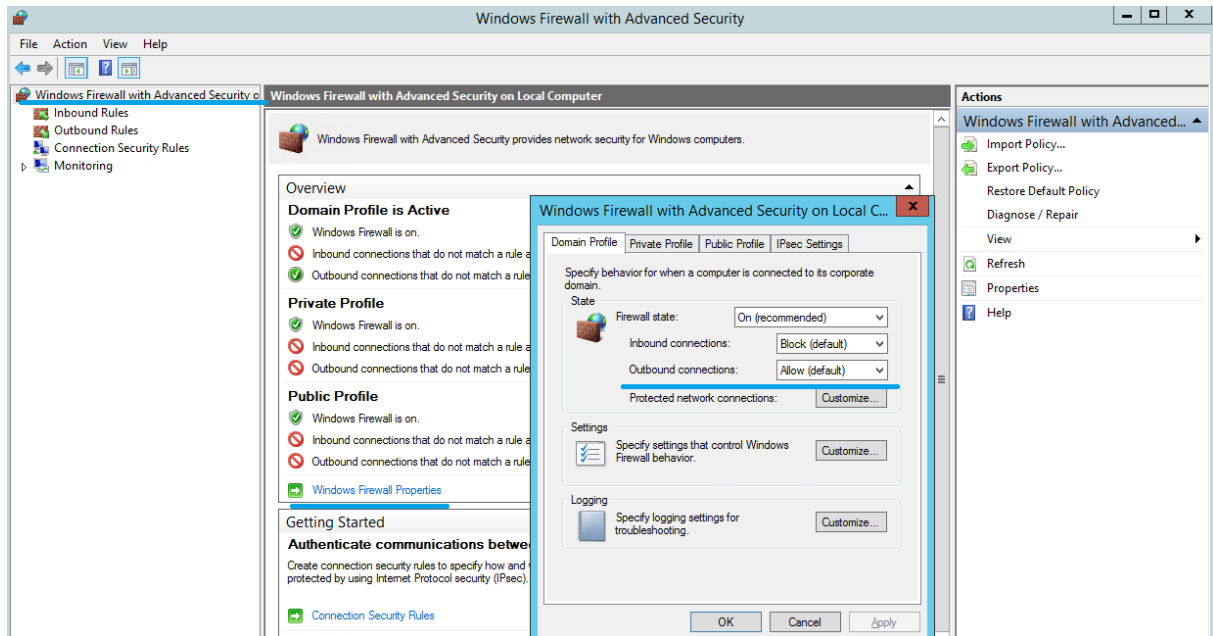 Windows Firewall with Advanced Security
File Action View Help
Windows Firewall with Advanced Security o
Inbound Rules
Outbound Rules
Connection Security Rules
Monitoring
Windows Firewall with Advanced Security on Local Computer
Windows Firewall with Advanced Security provides network security for Windows computers.
Overview
Domain Profile is Active
Windows Firewall is on.
Inbound connections that do not match a rule a
Outbound connections that do not match a rule
Private Profile
Windows Firewall is on.
Inbound connections that do not match a rule a
Outbound connections that do not match a rule
Public Profile
Windows Firewall is on.
Inbound connections that do not match a rule a
Outbound connections that do not match a rule
Windows Firewall Properties
Getting Started
Authenticate communications betwe
Create connection security rules to specify how and
protected by using Internet Protocol security (IPsec).
Connection Security Rules
Windows Firewall with Advanced Security on Local C...
Domain Profile Private Profile Public Profile IPsec Settings
Specify behavior for when a computer is connected to its corporate
domain.
State
Firewall state: On (recommended)
Inbound connections: Block (default)
Outbound connections: Allow (default)
Protected network connections: Customize...
Settings
Specify settings that control Windows
Firewall behavior.
Customize...
Logging
Specify logging settings for
troubleshooting.
Customize...
OK Cancel Apply
Actions
Windows Firewall with Advanced...
Import Policy...
Export Policy...
Restore Default Policy
Diagnose / Repair
View
Refresh
Properties
Help